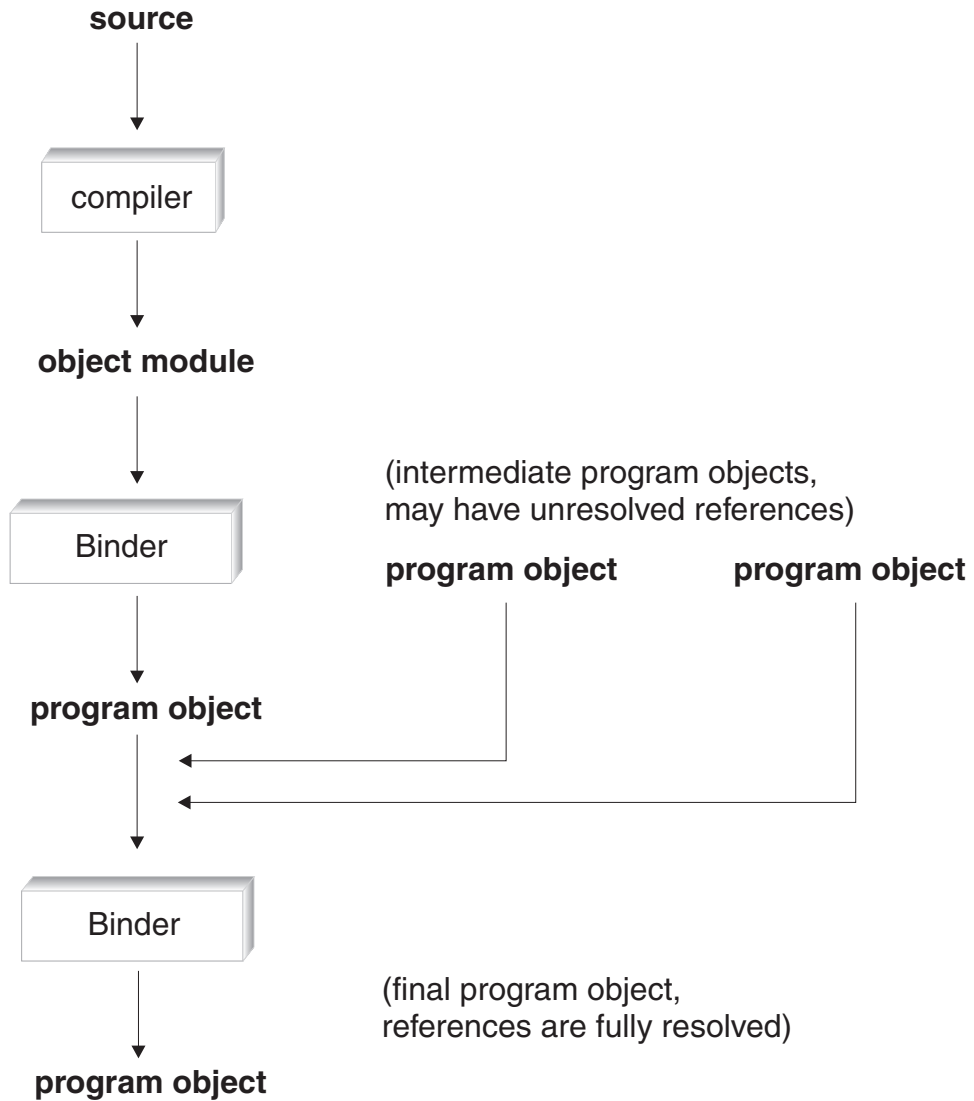 source
compiler
object module
(intermediate program objects,
may have unresolved references)
Binder
program object
program object
program object
Binder
(final program object,
references are fully resolved)
program object